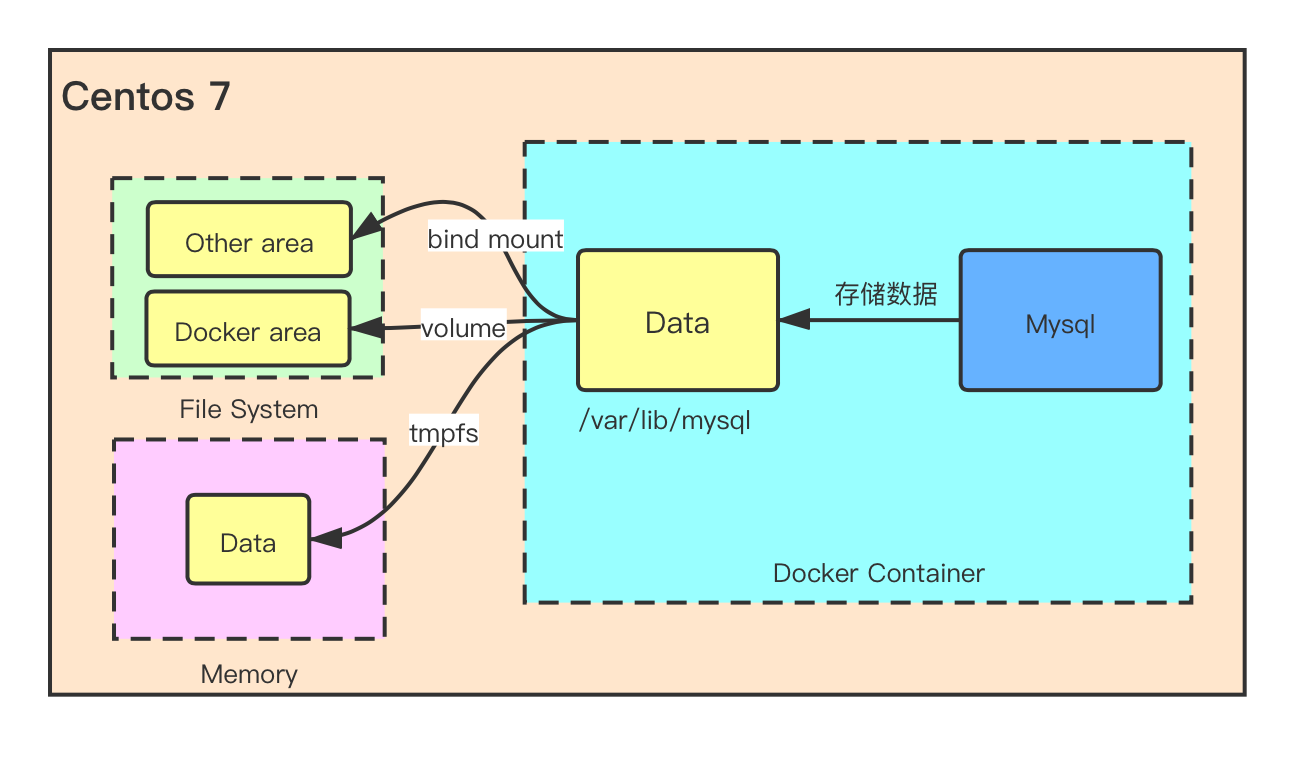 Centos 7
Other area
Docker area
File System
bind mount
volume
tmpfs
Data
Memory
Data
/var/lib/mysql
存储数据
Mysql
Docker Container